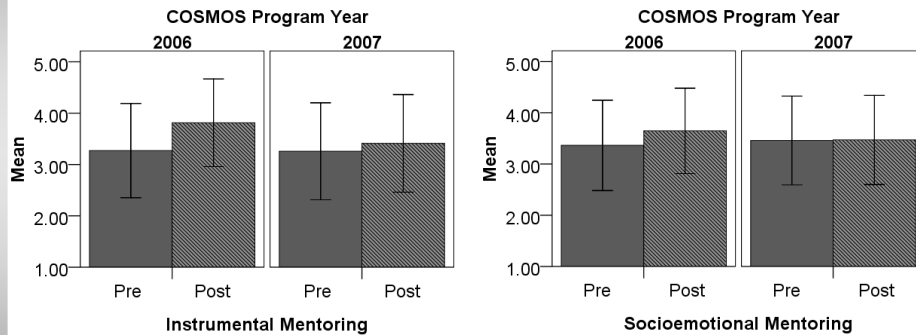 COSMOS Program Year
2006 2007
5.00
4.00
3.00
2.00
1.00
Mean
Pre Post Pre Post
Instrumental Mentoring
COSMOS Program Year
2006 2007
5.00
4.00
3.00
2.00
1.00
Mean
Pre Post Pre Post
Socioemotional Mentoring